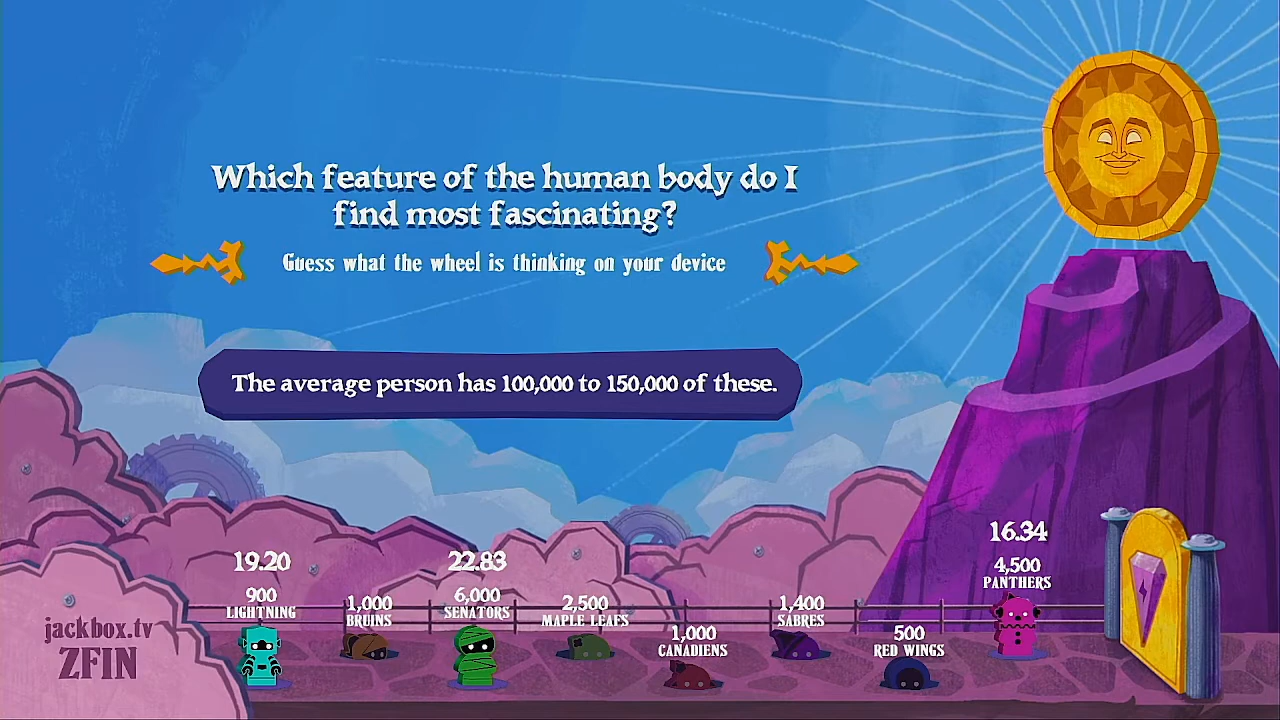 Which feature of the human body do I
find most fascinating?
Guess what the wheel is thinking on your device
The average person has 100,000 to 150,000 of these.
19.20
900
LIGHTNING
1,000
BRUINS
22.83
6,000
SENATORS
2,500
MAPLE LEAFS
1,000
CANADIENS
1,400
SABRES
500
RED WINGS
16.34
4,500
PANTHERS
jackbox.tv
ZFIN